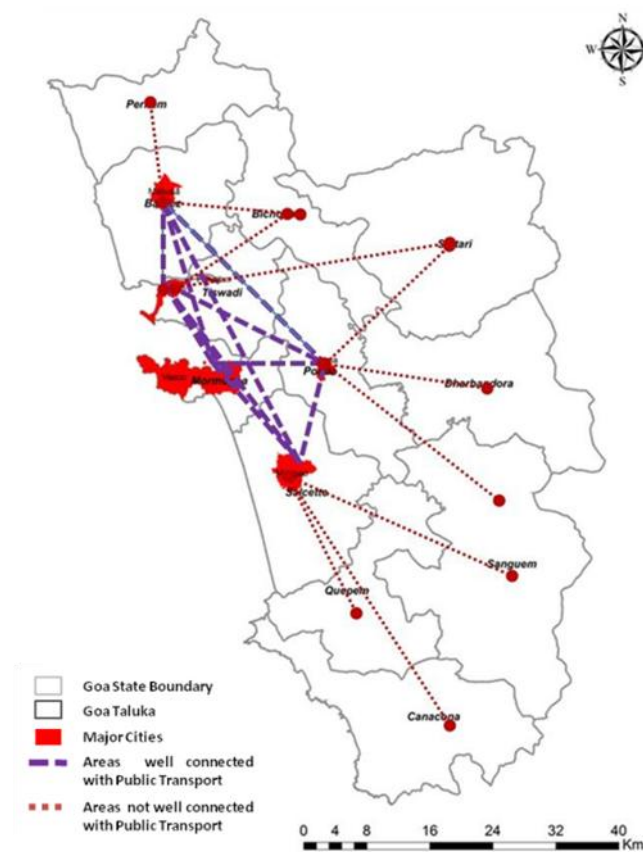 N
W E
S
Pernem
Bardez
Bicholim
Sattari
Tiswadi
Ponda
Mormugao
Dharbandora
Salcette
Sanguem
Quepem
Canacona
Goa State Boundary
Goa Taluka
Major Cities
Areas well connected
with Public Transport
Areas not well connected
with Public Transport
0 4 8 16 24 32 40
Km